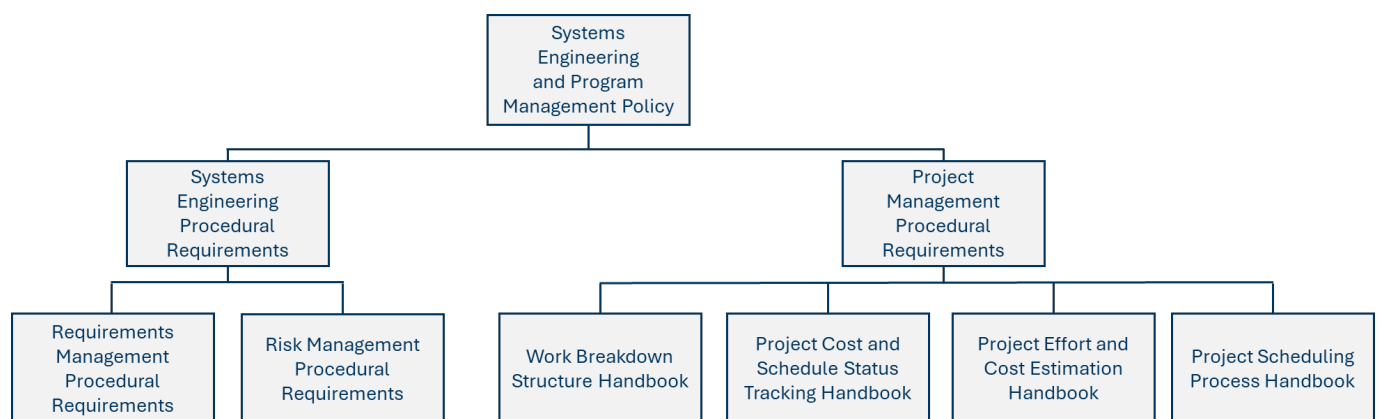 Systems
Engineering
and Program
Management Policy
Systems
Engineering
Procedural
Requirements
Project
Management
Procedural
Requirements
Requirements
Management
Procedural
Requirements
Risk Management
Procedural
Requirements
Work Breakdown
Structure Handbook
Project Cost and
Schedule Status
Tracking Handbook
Project Effort and
Cost Estimation
Handbook
Project Scheduling
Process Handbook